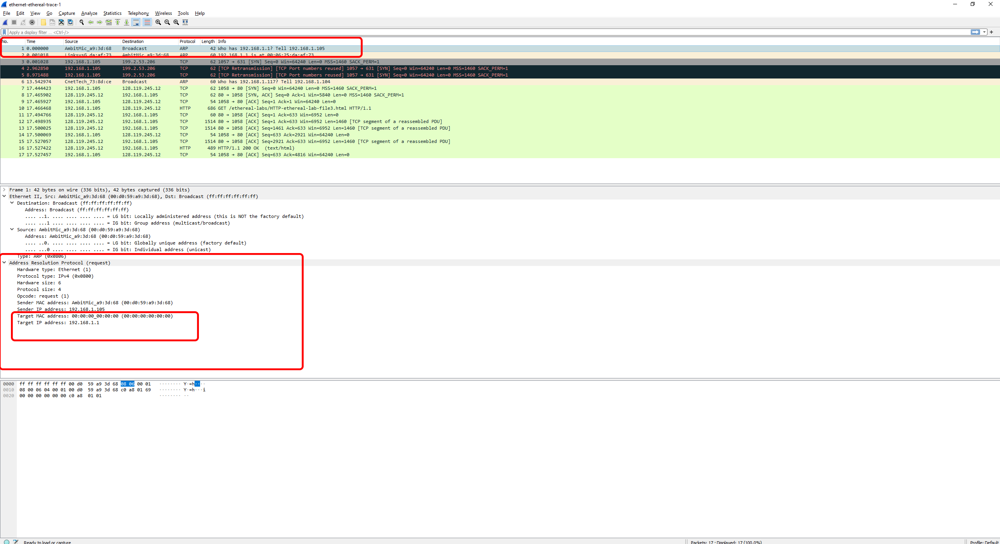 ethernet-ethereal-trace-1
File Edit View Go Capture Analyze Statistics Telephony Wireless Tools Help
Apply a display filter ... <Ctrl-/>
No. Time Source Destination Protocol Length Info
1 0.000000 AmbitMic_a9:3d:68 Broadcast ARP 42 Who has 192.168.1.1? Tell 192.168.1.105
2 0.001018 LinksysG_da:af:73 AmbitMic_a9:3d:68 ARP 60 192.168.1.1 is at 00:06:25:da:af:73
3 0.001028 192.168.1.105 199.2.53.206 TCP 62 1057 → 631 [SYN] Seq=0 Win=64240 Len=0 MSS=1460 SACK_PERM=1
4 2.962850 192.168.1.105 199.2.53.206 TCP 62 [TCP Retransmission] [TCP Port numbers reused] 1057 → 631 [SYN] Seq=0 Win=64240 Len=0 MSS=1460 SACK_PERM=1
5 8.971488 192.168.1.105 199.2.53.206 TCP 62 [TCP Retransmission] [TCP Port numbers reused] 1057 → 631 [SYN] Seq=0 Win=64240 Len=0 MSS=1460 SACK_PERM=1
6 13.542974 CnetTech_73:8d:ce Broadcast ARP 60 Who has 192.168.1.117? Tell 192.168.1.104
7 17.444423 192.168.1.105 128.119.245.12 TCP 62 1058 → 80 [SYN] Seq=0 Win=64240 Len=0 MSS=1460 SACK_PERM=1
8 17.465902 128.119.245.12 192.168.1.105 TCP 62 80 → 1058 [SYN, ACK] Seq=0 Ack=1 Win=5840 Len=0 MSS=1460 SACK_PERM=1
9 17.465927 192.168.1.105 128.119.245.12 TCP 54 1058 → 80 [ACK] Seq=1 Ack=1 Win=64240 Len=0
10 17.466468 192.168.1.105 128.119.245.12 HTTP 686 GET /ethereal-labs/HTTP-ethereal-lab-file3.html HTTP/1.1
11 17.494766 128.119.245.12 192.168.1.105 TCP 60 80 → 1058 [ACK] Seq=1 Ack=633 Win=6952 Len=0
12 17.498935 128.119.245.12 192.168.1.105 TCP 1514 80 → 1058 [ACK] Seq=1 Ack=633 Win=6952 Len=1460 [TCP segment of a reassembled PDU]
13 17.500025 128.119.245.12 192.168.1.105 TCP 1514 80 → 1058 [ACK] Seq=1461 Ack=633 Win=6952 Len=1460 [TCP segment of a reassembled PDU]
14 17.500069 192.168.1.105 128.119.245.12 TCP 54 1058 → 80 [ACK] Seq=633 Ack=2921 Win=64240 Len=0
15 17.527057 128.119.245.12 192.168.1.105 TCP 1514 80 → 1058 [ACK] Seq=2921 Ack=633 Win=6952 Len=1460 [TCP segment of a reassembled PDU]
16 17.527422 128.119.245.12 192.168.1.105 HTTP 489 HTTP/1.1 200 OK (text/html)
17 17.527457 192.168.1.105 128.119.245.12 TCP 54 1058 → 80 [ACK] Seq=633 Ack=4816 Win=64240 Len=0
Frame 1: 42 bytes on wire (336 bits), 42 bytes captured (336 bits)
Ethernet II, Src: AmbitMic_a9:3d:68 (00:d0:59:a9:3d:68), Dst: Broadcast (ff:ff:ff:ff:ff:ff)
Destination: Broadcast (ff:ff:ff:ff:ff:ff)
Address: Broadcast (ff:ff:ff:ff:ff:ff)
.... ..1. .... .... .... .... = LG bit: Locally administered address (this is NOT the factory default)
.... ...1 .... .... .... .... = IG bit: Group address (multicast/broadcast)
Source: AmbitMic_a9:3d:68 (00:d0:59:a9:3d:68)
Address: AmbitMic_a9:3d:68 (00:d0:59:a9:3d:68)
.... ..0. .... .... .... .... = LG bit: Globally unique address (factory default)
.... ...0 .... .... .... .... = IG bit: Individual address (unicast)
Type: ARP (0x0806)
Address Resolution Protocol (request)
Hardware type: Ethernet (1)
Protocol type: IPv4 (0x0800)
Hardware size: 6
Protocol size: 4
Opcode: request (1)
Sender MAC address: AmbitMic_a9:3d:68 (00:d0:59:a9:3d:68)
Sender IP address: 192.168.1.105
Target MAC address: 00:00:00_00:00:00 (00:00:00:00:00:00)
Target IP address: 192.168.1.1
0000 ff ff ff ff ff ff 00 d0 59 a9 3d 68 08 06 00 01 ········ Y·=h····
0010 08 00 06 04 00 01 00 d0 59 a9 3d 68 c0 a8 01 69 ········ Y·=h···i
0020 00 00 00 00 00 00 c0 a8 01 01 ········ ··
Ready to load or capture
Packets: 17 · Displayed: 17 (100.0%)
Profile: Default